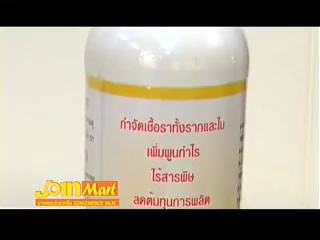 กำจัดเชื้อราทั้งรากและใบ
เพิ่มพูนกำไร
ไร้สารพิษ
ลดต้นทุนการผลิต
JOIN Mart